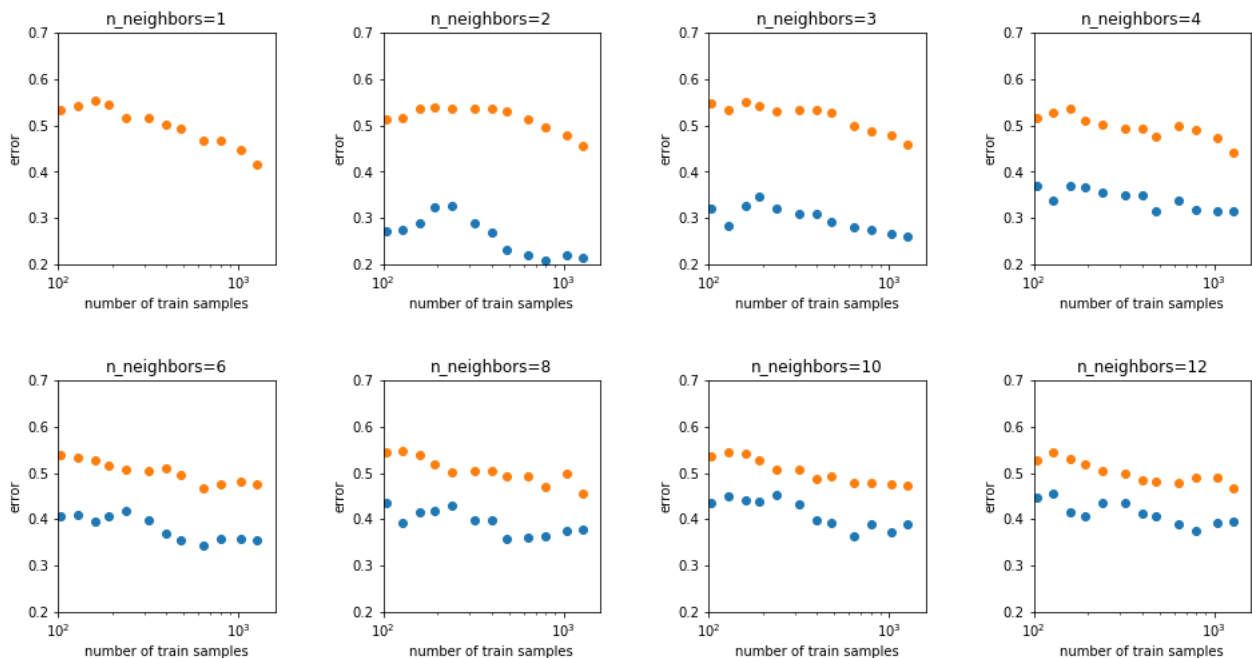 n_neighbors=1 n_neighbors=2 n_neighbors=3 n_neighbors=4
0.7 0.7 0.7 0.7
0.6 0.6 0.6 0.6
0.5 0.5 0.5 0.5
error error error error
0.4 0.4 0.4 0.4
0.3 0.3 0.3 0.3
0.2 0.2 0.2 0.2
10² 10³ 10² 10³ 10² 10³ 10² 10³
number of train samples number of train samples number of train samples number of train samples
n_neighbors=6 n_neighbors=8 n_neighbors=10 n_neighbors=12
0.7 0.7 0.7 0.7
0.6 0.6 0.6 0.6
0.5 0.5 0.5 0.5
error error error error
0.4 0.4 0.4 0.4
0.3 0.3 0.3 0.3
0.2 0.2 0.2 0.2
10² 10³ 10² 10³ 10² 10³ 10² 10³
number of train samples number of train samples number of train samples number of train samples